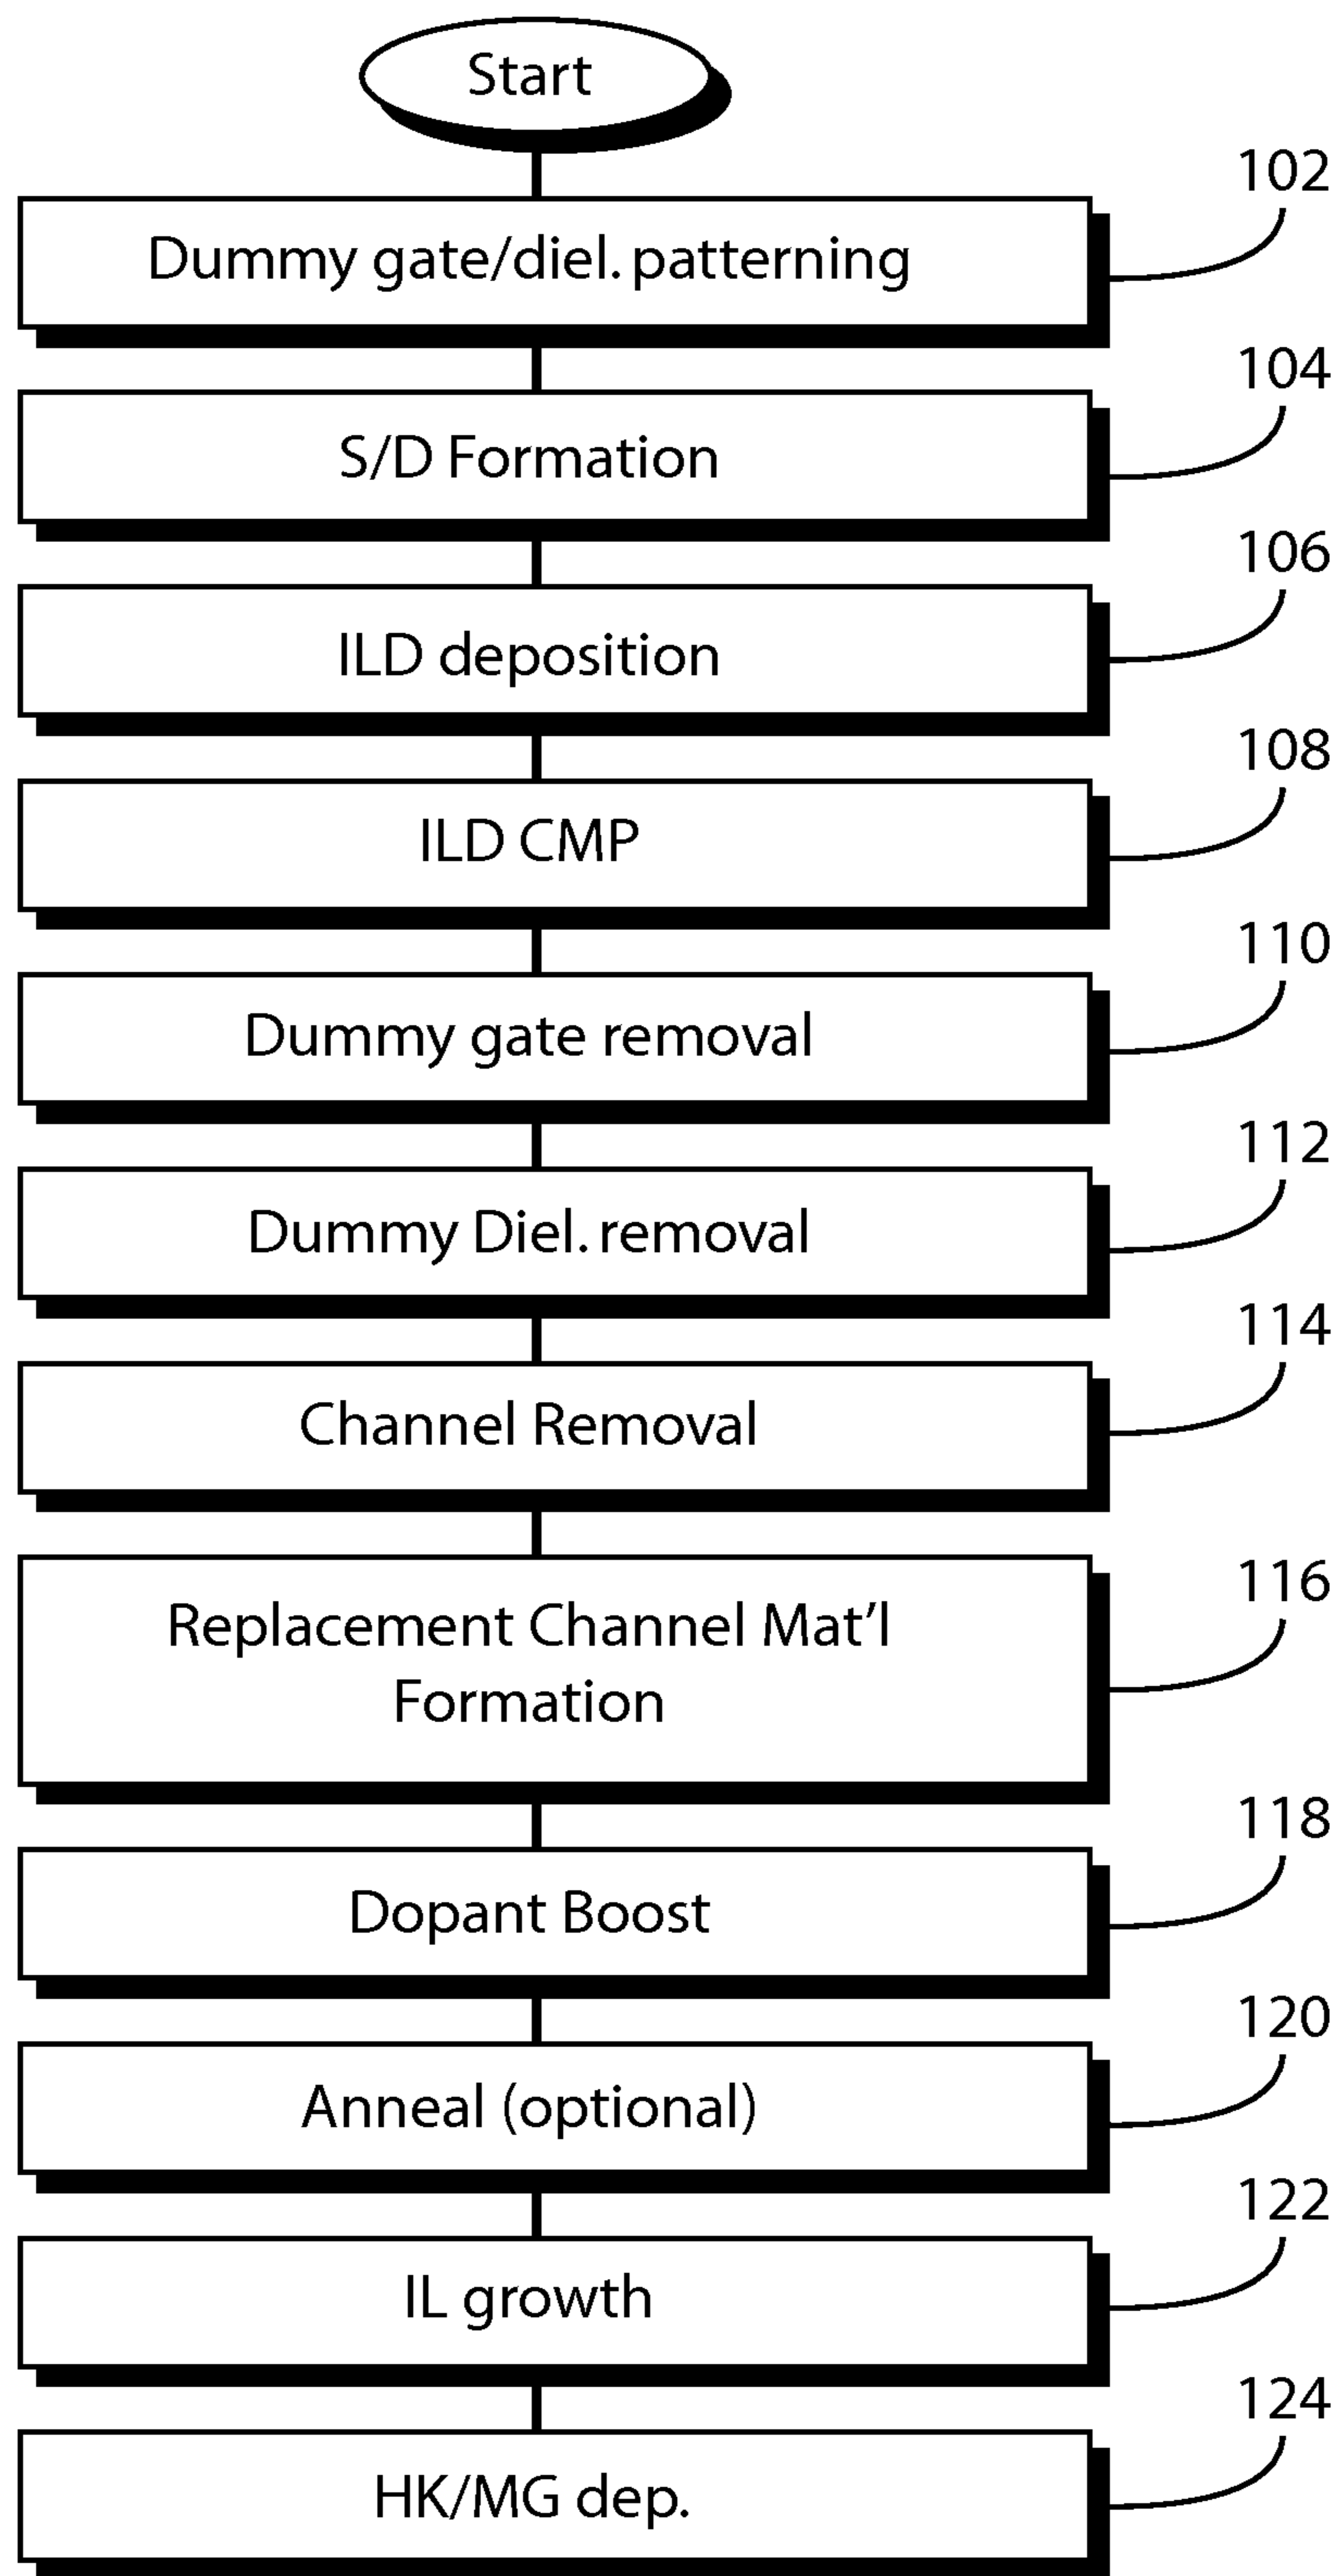 Start
102
Dummy gate/diel. patterning
104
S/D Formation
106
ILD deposition
108
ILD CMP
110
Dummy gate removal
112
Dummy Diel. removal
114
Channel Removal
116
Replacement Channel Mat’l
Formation
118
Dopant Boost
120
Anneal (optional)
122
IL growth
124
HK/MG dep.